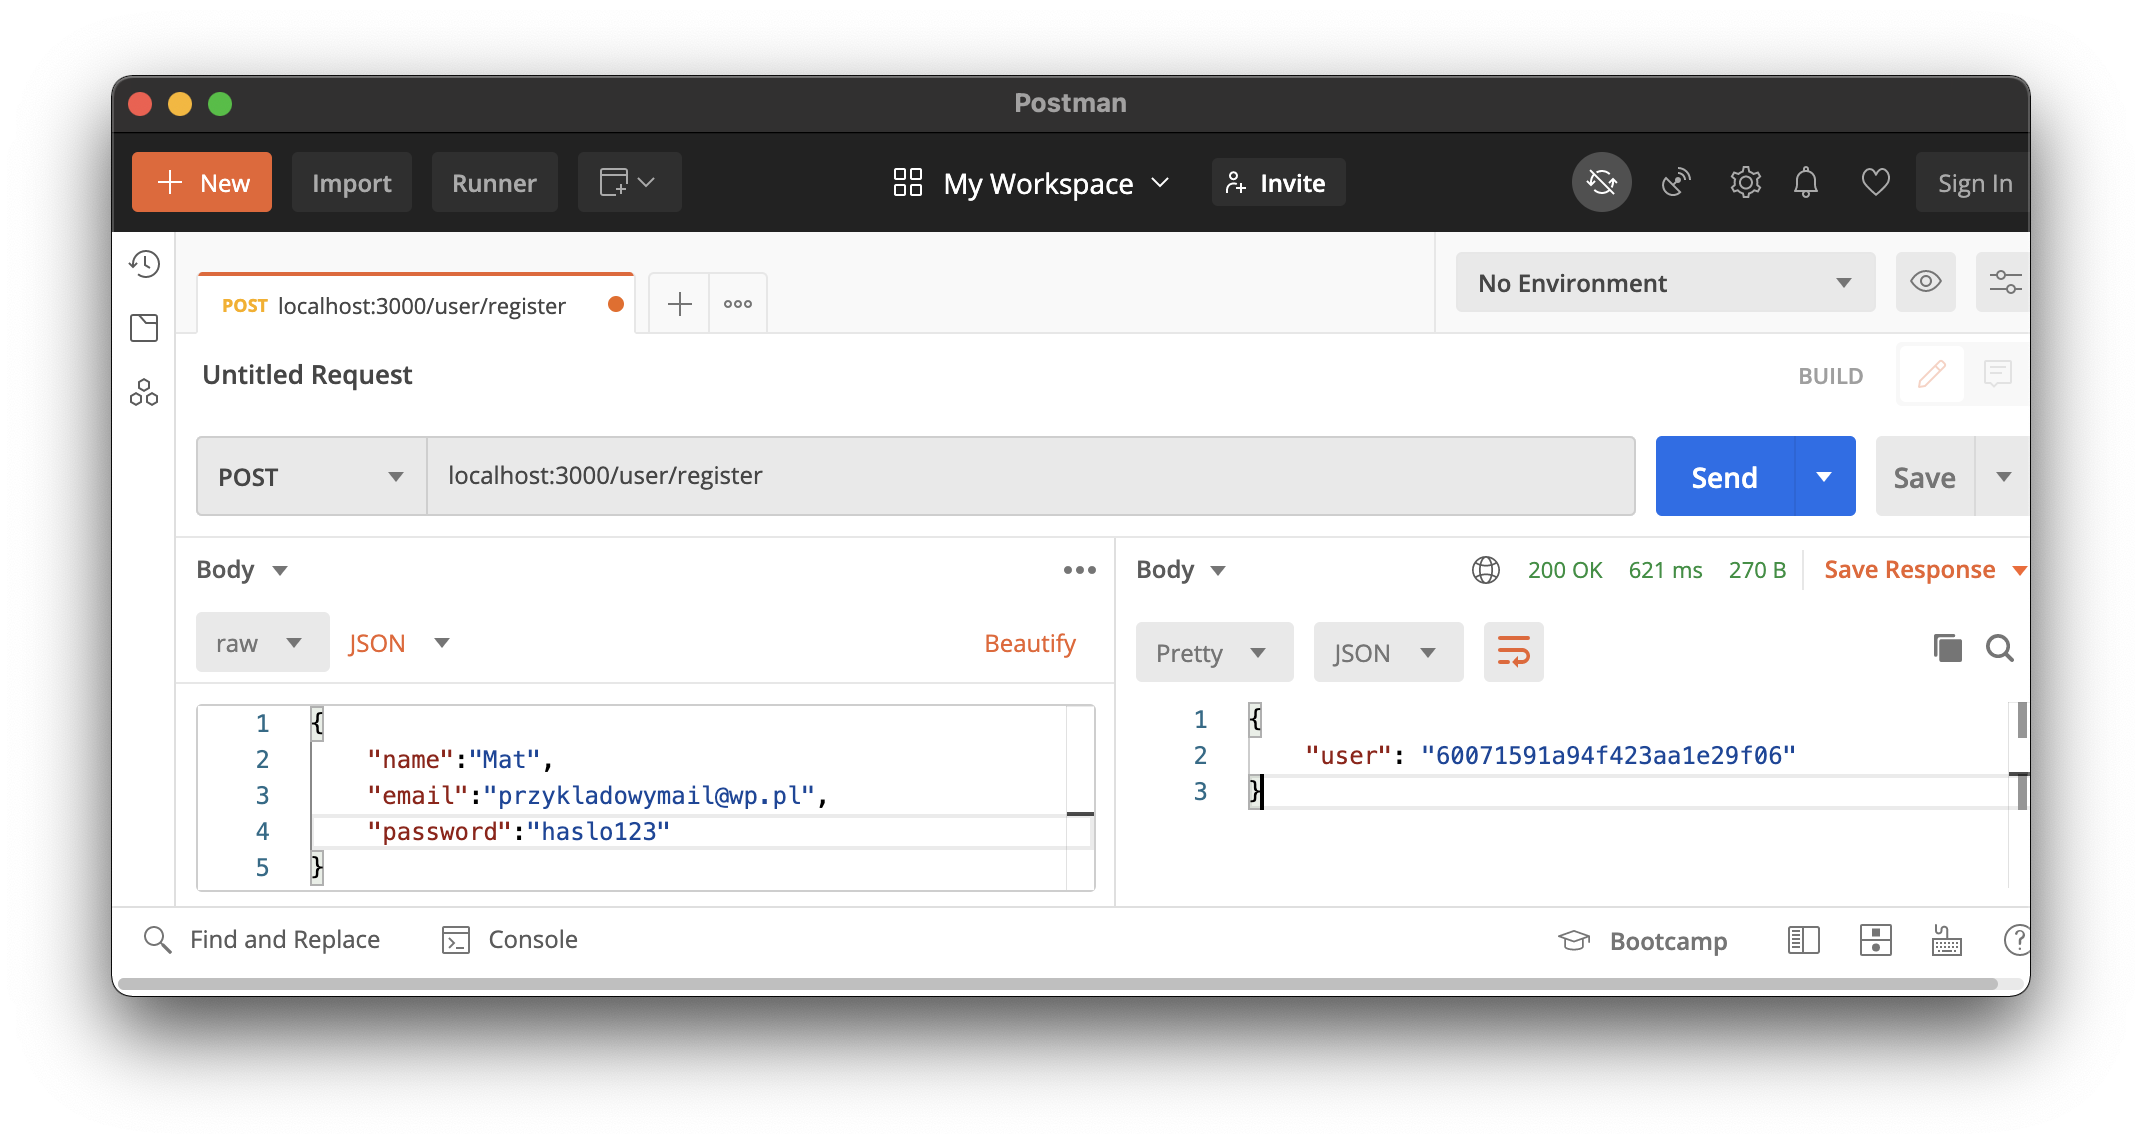 Postman
New
Import
Runner
My Workspace
Invite
Sign In
POST localhost:3000/user/register
No Environment
Untitled Request
BUILD
POST
localhost:3000/user/register
Send
Save
Body
raw
JSON
Beautify
1 {
2 "name":"Mat",
3 "email":"przykladowymail@wp.pl",
4 "password":"haslo123"
5 }
Body
200 OK 621 ms 270 B
Save Response
Pretty
JSON
1 {
2 "user": "60071591a94f423aa1e29f06"
3 }
Find and Replace
Console
Bootcamp